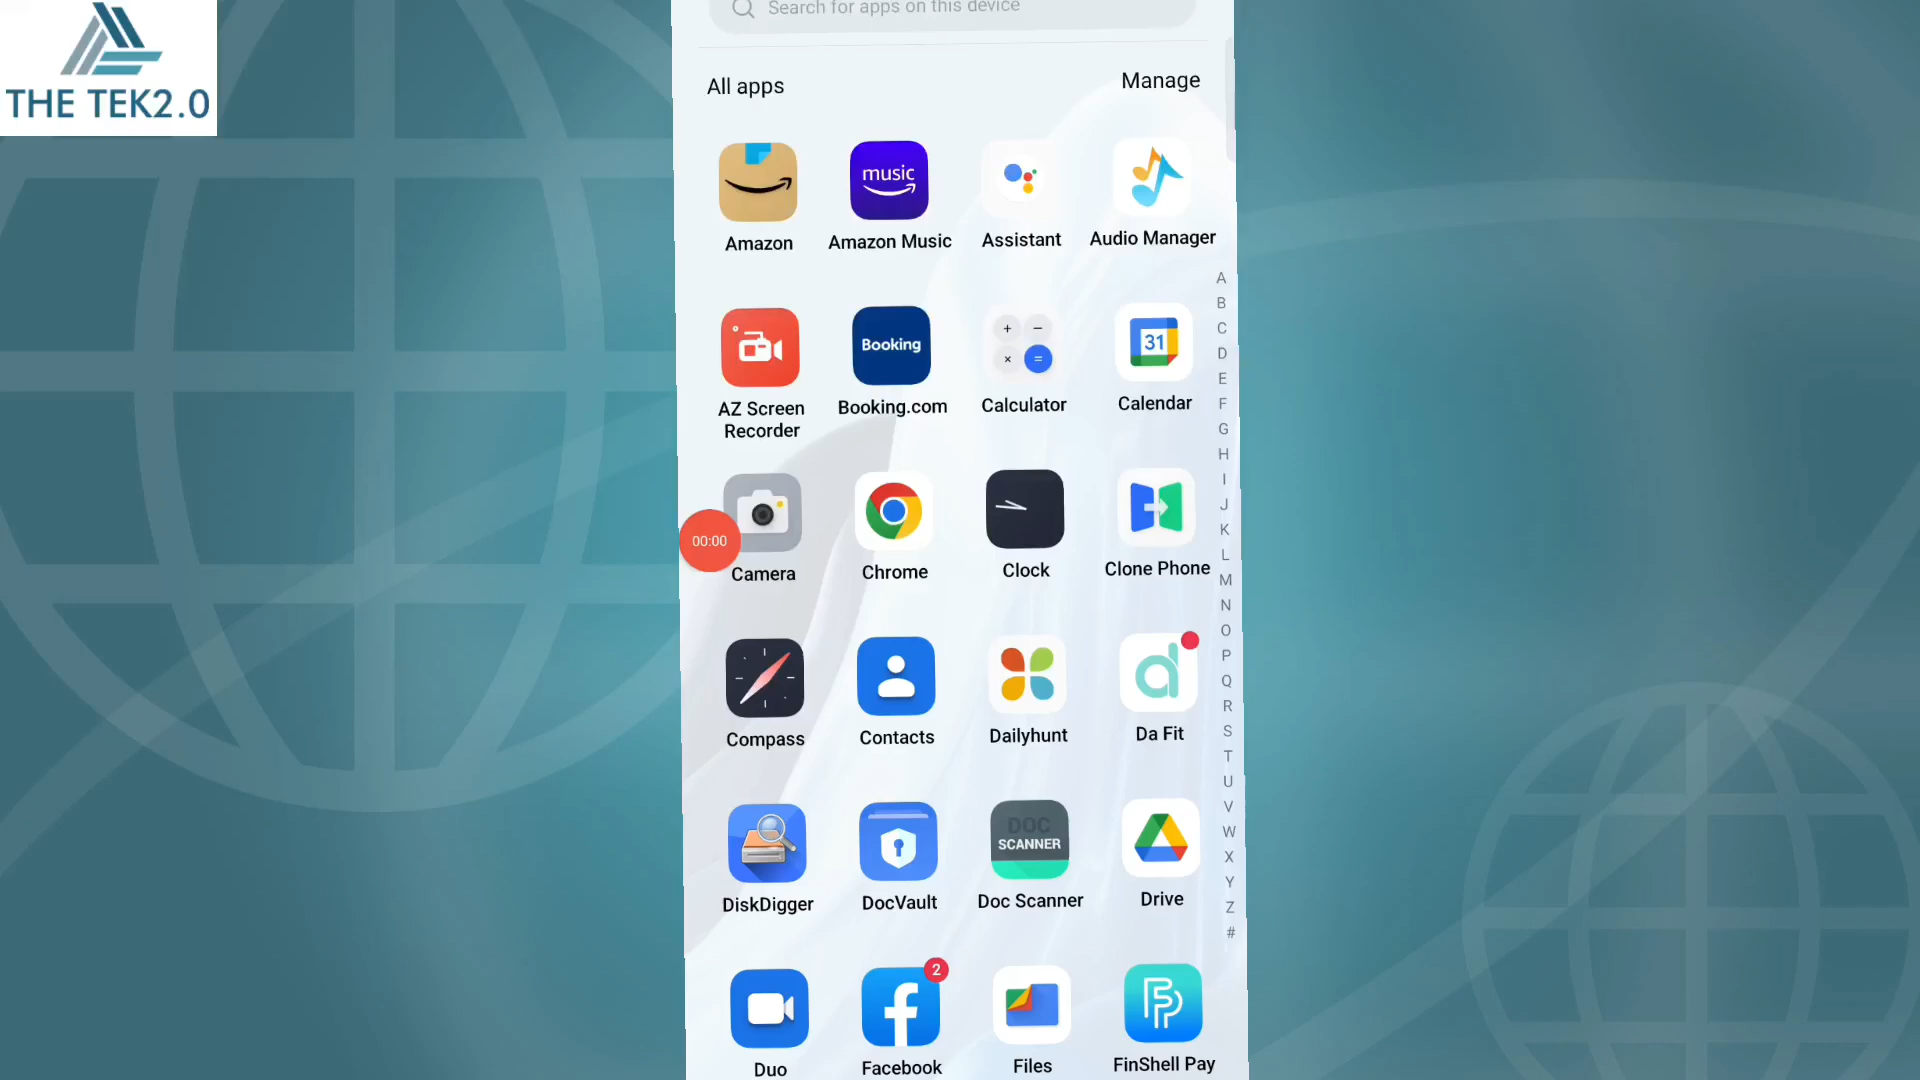 THE TEK2.0
Search for apps on this device
All apps
Manage
music
Amazon
Amazon Music
Assistant
Audio Manager
Booking
31
AZ Screen
Recorder
Booking.com
Calculator
Calendar
00:00
Camera
Chrome
Clock
Clone Phone
Compass
Contacts
Dailyhunt
Da Fit
DOC
SCANNER
DiskDigger
DocVault
Doc Scanner
Drive
2
Duo
Facebook
Files
FinShell Pay
A
B
C
D
E
F
G
H
I
J
K
L
M
N
O
P
Q
R
S
T
U
V
W
X
Y
Z
#